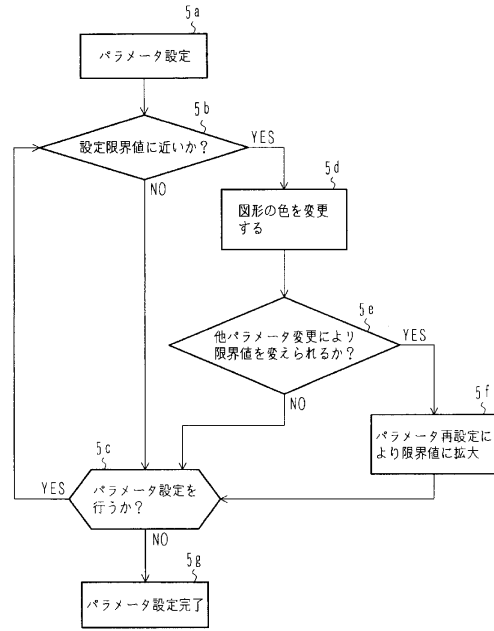 5a
パラメータ設定
5b
設定限界値に近いか?
YES
NO
5d
図形の色を変更
する
5e
他パラメータ変更により
限界値を変えられるか?
YES
NO
5f
パラメータ再設定に
より限界値に拡大
5c
パラメータ設定を
行うか?
YES
NO
5g
パラメータ設定完了